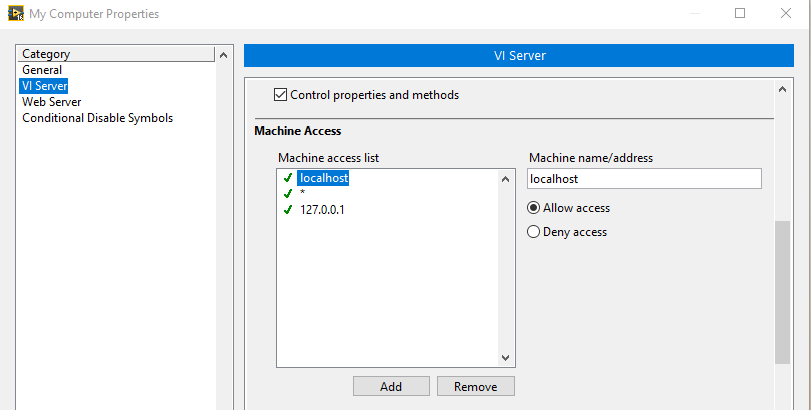 My Computer Properties
Category
General
VI Server
Web Server
Conditional Disable Symbols
VI Server
Control properties and methods
Machine Access
Machine access list
localhost
*
127.0.0.1
Add
Remove
Machine name/address
localhost
Allow access
Deny access